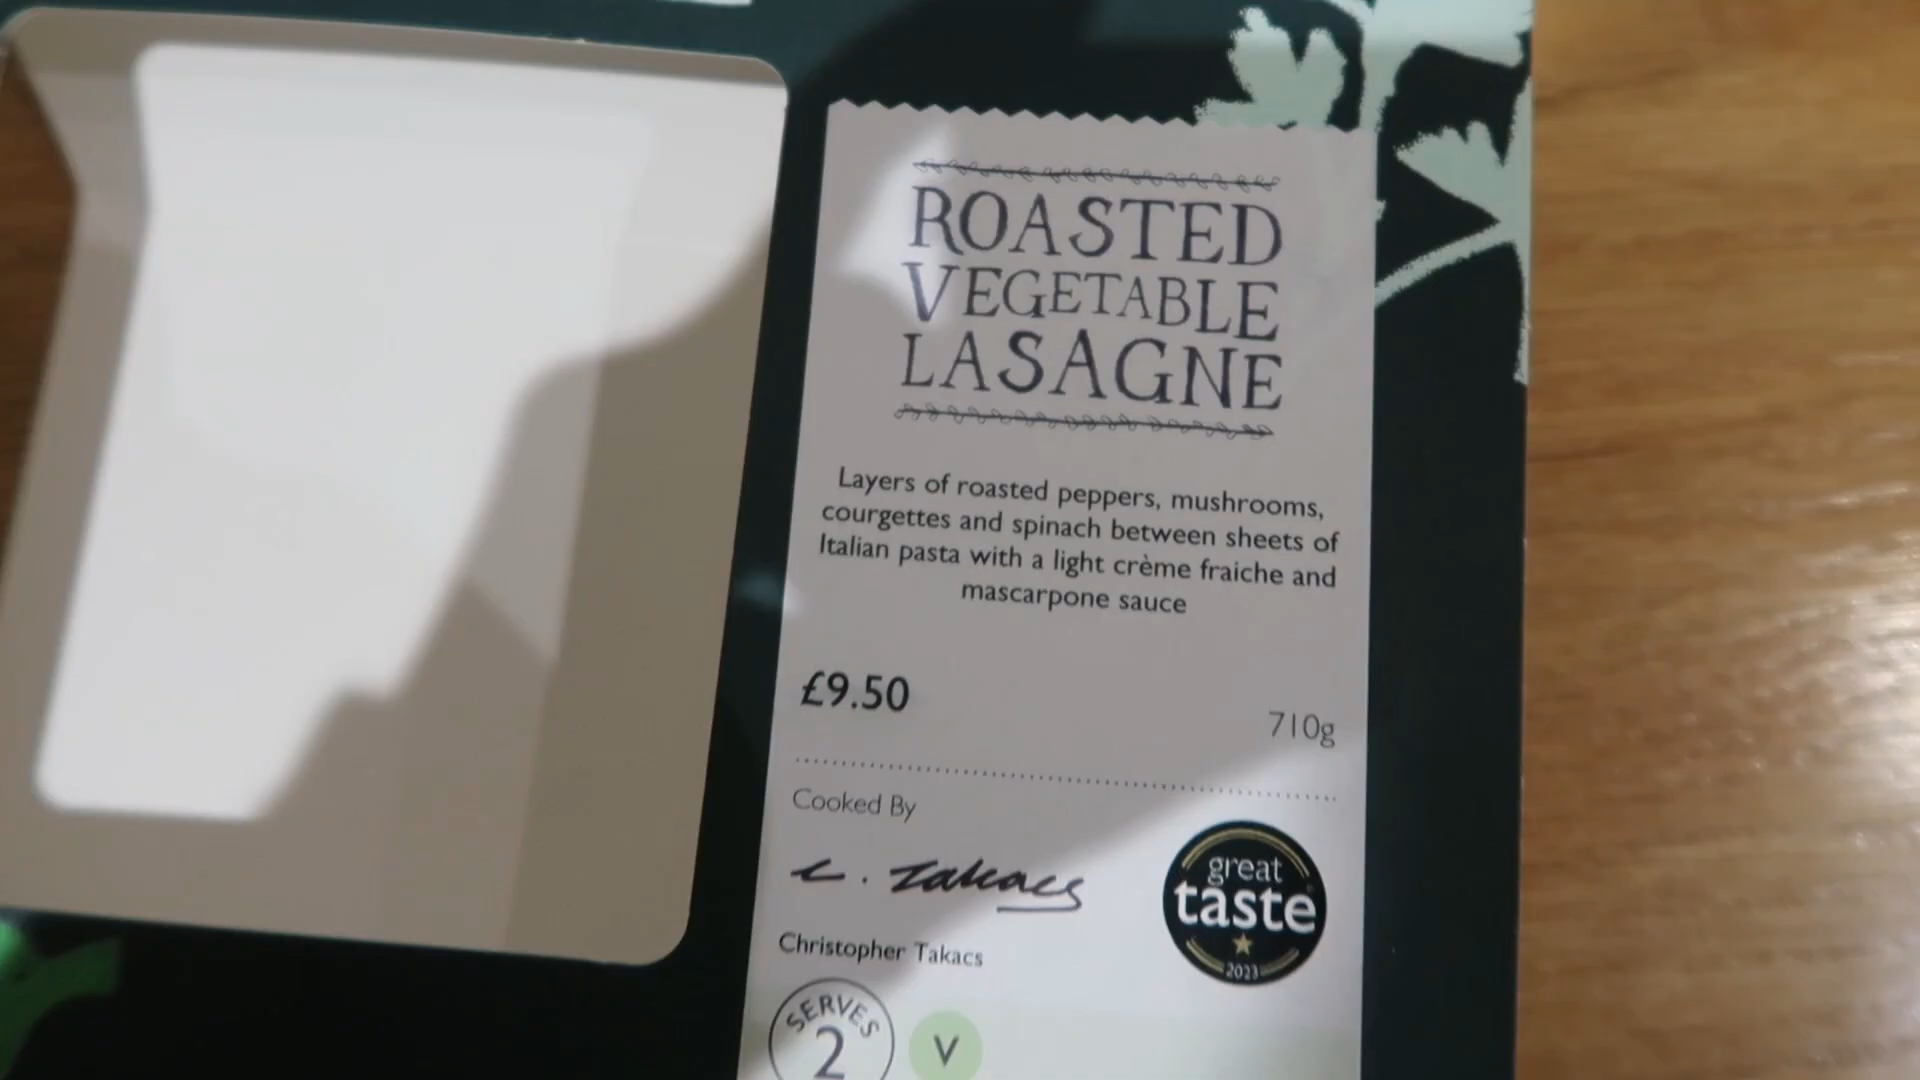 ROASTED
VEGETABLE
LASAGNE
Layers of roasted peppers, mushrooms,
courgettes and spinach between sheets of
Italian pasta with a light crème fraiche and
mascarpone sauce
£9.50
710g
Cooked By
C. Takacs
Christopher Takacs
great
taste
2023
SERVES
2
V